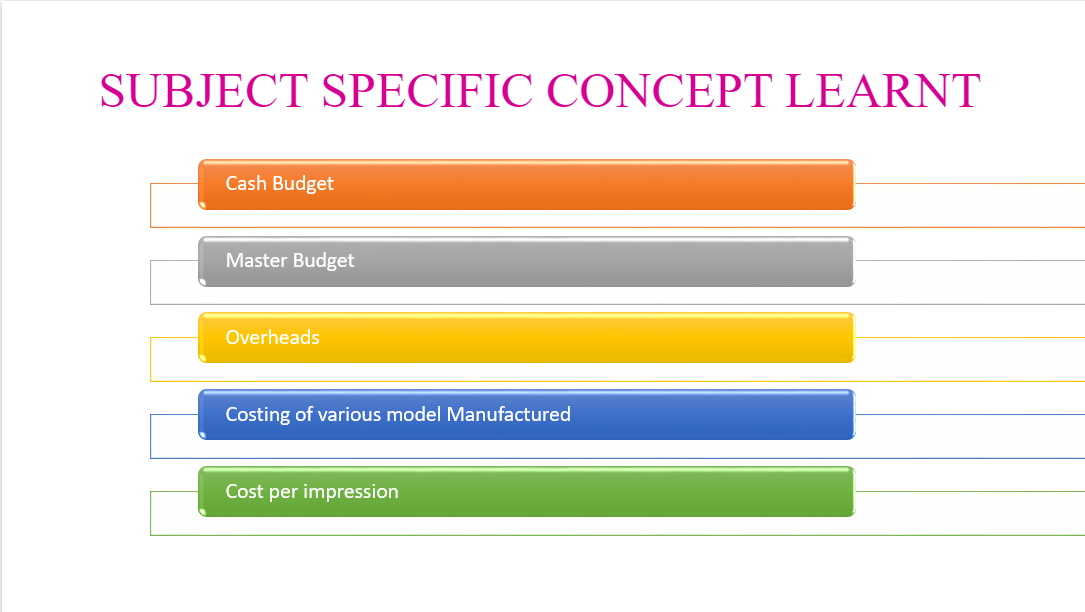 SUBJECT SPECIFIC CONCEPT LEARNT
Cash Budget
Master Budget
Overheads
Costing of various model Manufactured
Cost per impression